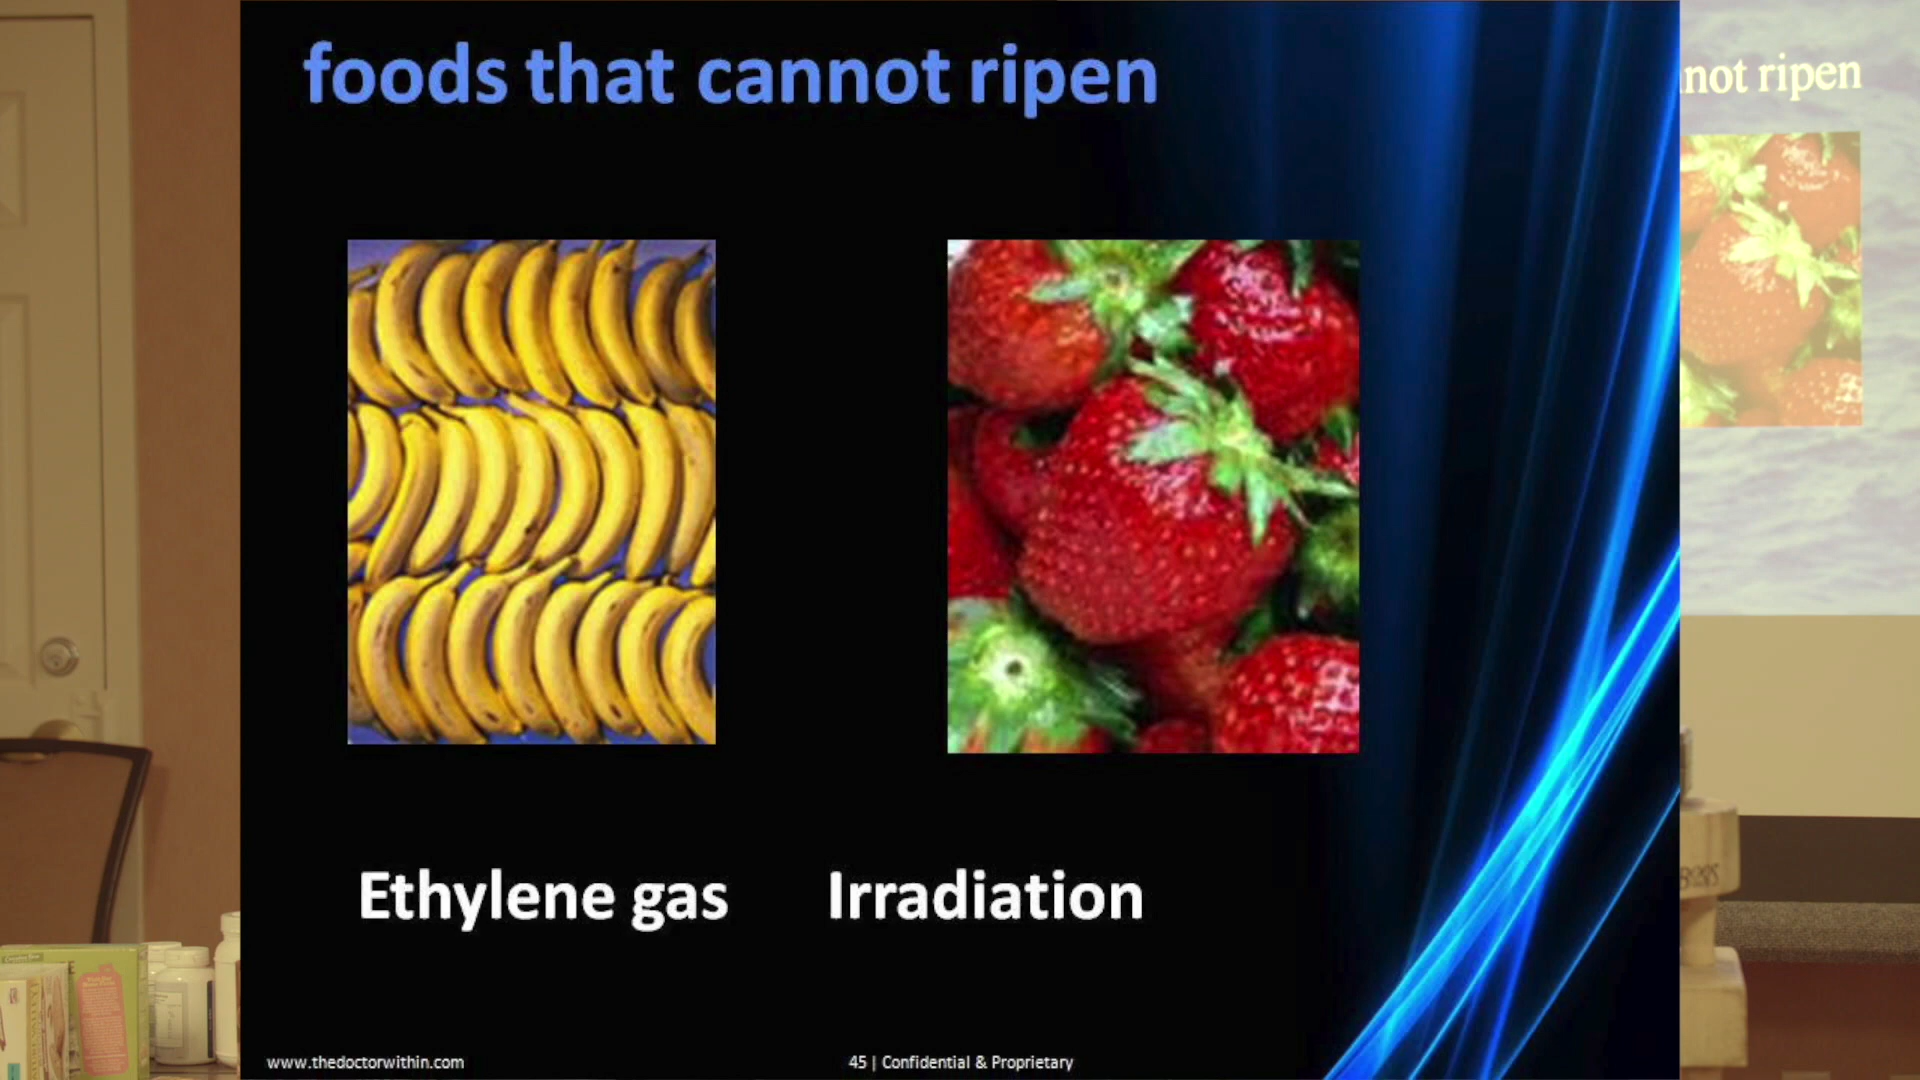 foods that cannot ripen
not ripen
Ethylene gas
Irradiation
www.thedoctorwithin.com
45 | Confidential & Proprietary